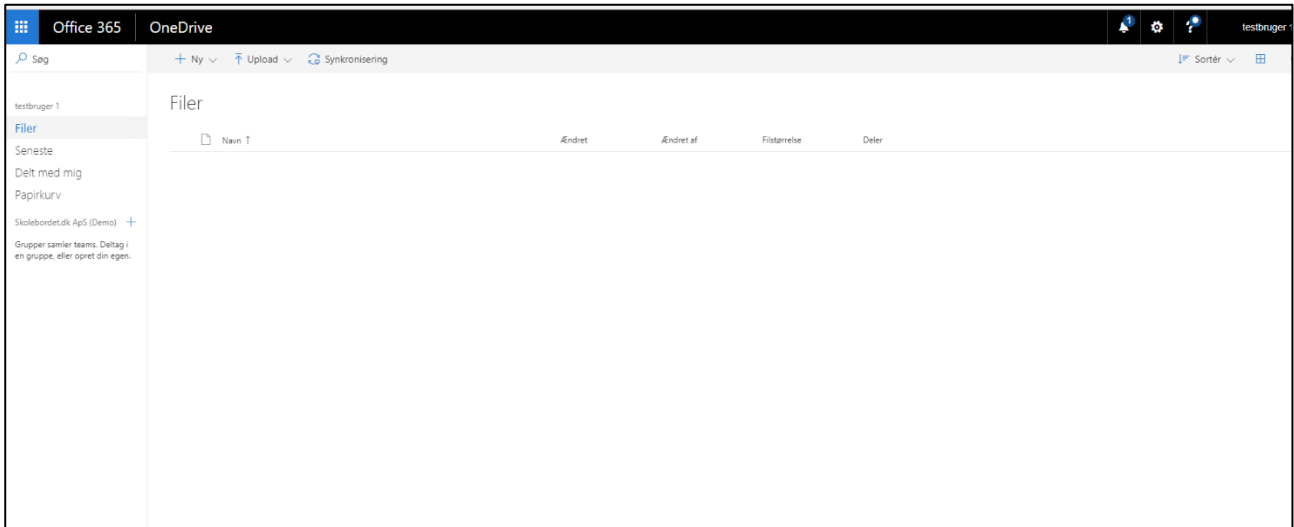 Office 365 OneDrive 1 ? testbruger 1
Søg + Ny Upload Synkronisering Sortér
testbruger 1
Filer
Filer
Navn ↑ Ændret Ændret af Filstørrelse Deler
Seneste
Delt med mig
Papirkurv
Skolebordet.dk ApS (Demo) +
Grupper samler teams. Deltag i
en gruppe, eller opret din egen.